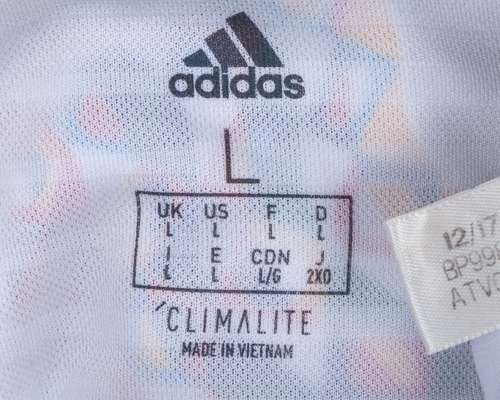 adidas
L
UK US F D
L L L L
I E CDN J
L L L/G 2XO
CLIMALITE
MADE IN VIETNAM
12/17